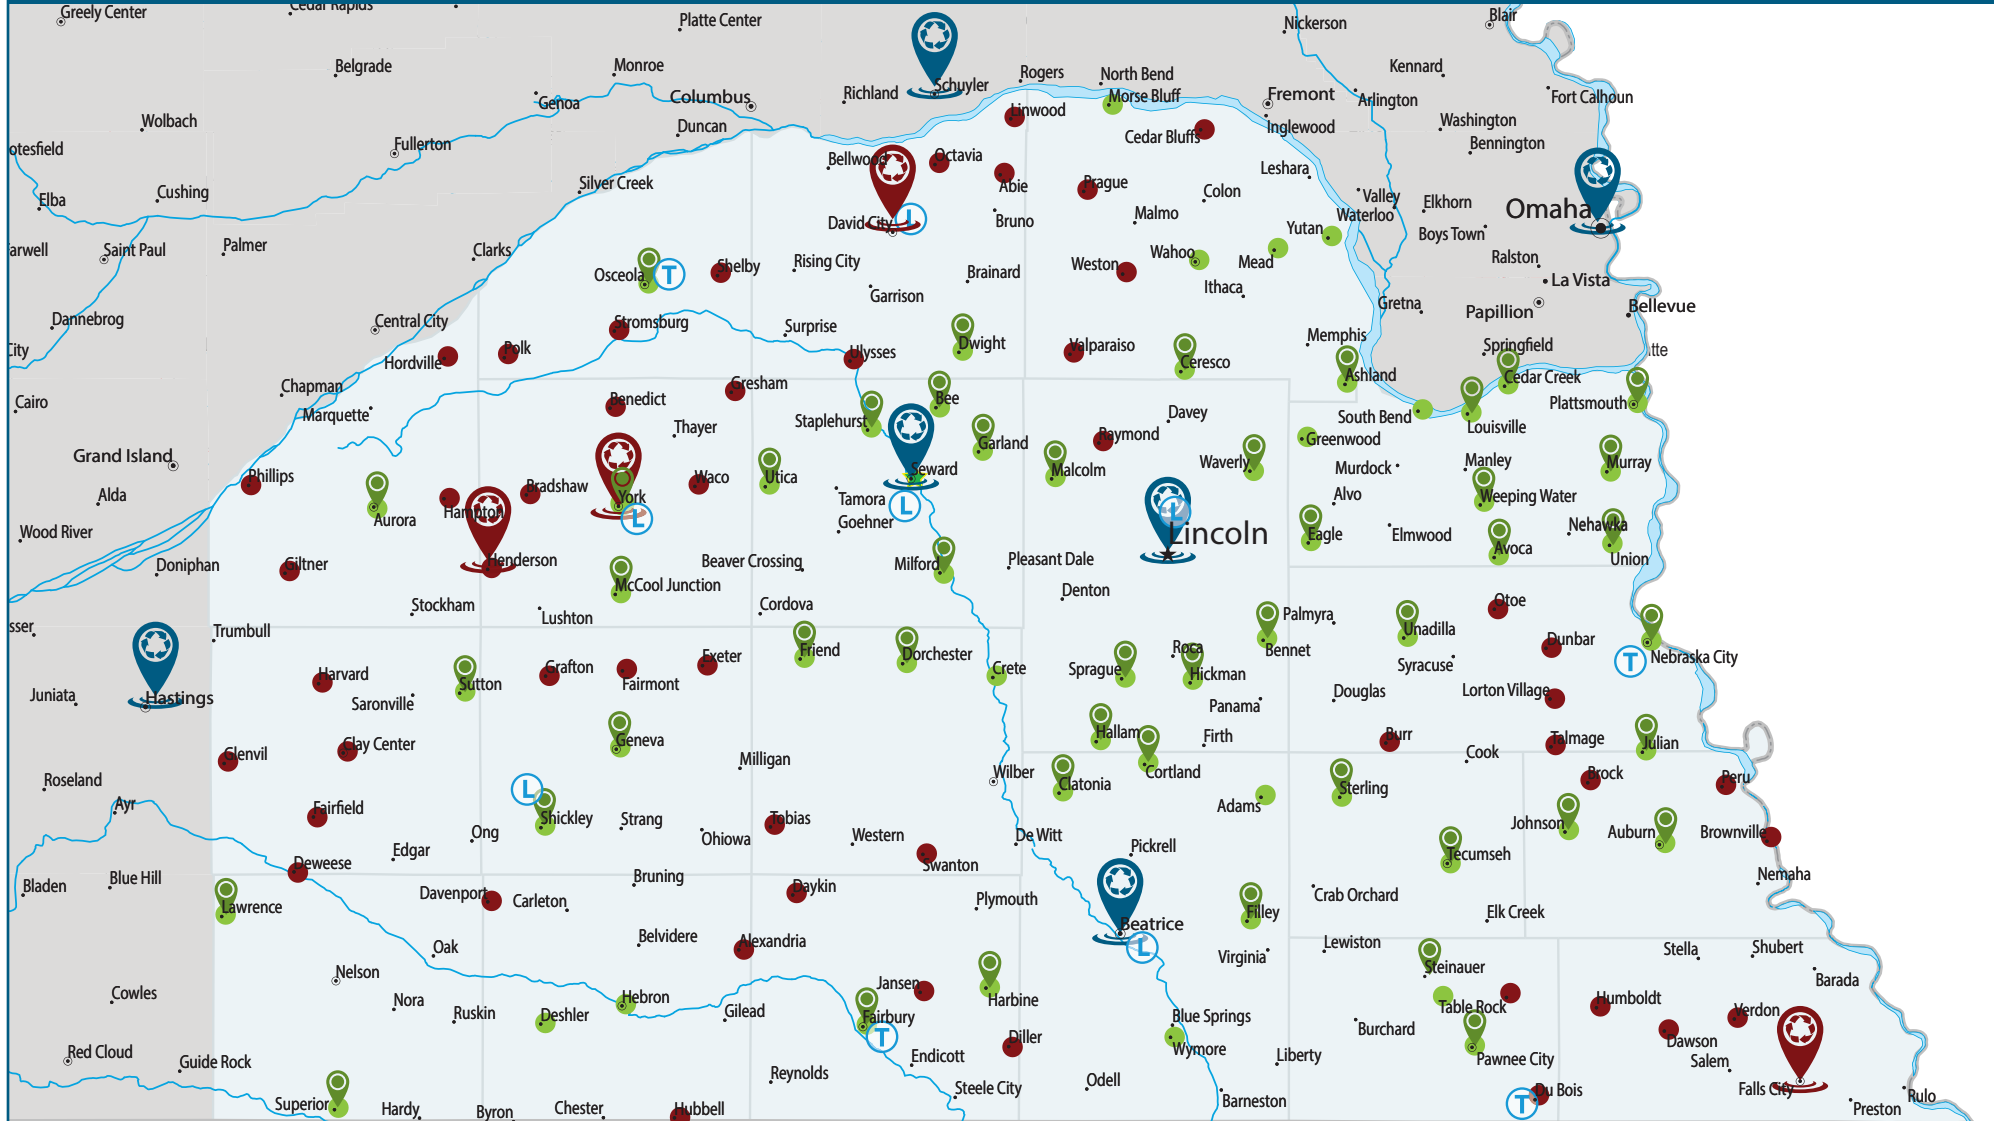 Greely Center
Cedar Rapids
Platte Center
Nickerson
Blair
Belgrade
Monroe
Schuyler
Rogers
North Bend
Kennard
Genoa
Columbus
Richland
Linwood
Morse Bluff
Fremont
Arlington
Fort Calhoun
Wolbach
Duncan
Cedar Bluffs
Inglewood
Washington
Fullerton
Bennington
otesfield
Bellwood
Octavia
Leshara
Cushing
Silver Creek
Abie
Prague
Colon
Valley
Elba
Elkhorn
Omaha
David City
L
Bruno
Malmo
Waterloo
Yutan
Boys Town
arwell
Saint Paul
Palmer
Clarks
Rising City
Wahoo
Mead
Ralston
Osceola
T
Shelby
Brainard
Weston
Ithaca
La Vista
Garrison
Gretna
Papillion
Bellevue
Dannebrog
Central City
Stromsburg
Surprise
Memphis
City
Hordville
Polk
Ulysses
Dwight
Valparaiso
Ceresco
Springfield
tte
Chapman
Gresham
Ashland
Cedar Creek
Cairo
Marquette
Benedict
Bee
Staplehurst
Davey
South Bend
Plattsmouth
Thayer
Garland
Raymond
Greenwood
Louisville
Grand Island
Phillips
Seward
Malcolm
Waverly
Murdock
Manley
Murray
Alda
Bradshaw
York
Waco
Utica
Tamora
L
Alvo
Weeping Water
Aurora
Hampton
L
Goehner
L
Lincoln
Eagle
Elmwood
Nehawka
Wood River
Avoca
Union
Doniphan
Giltner
Henderson
Beaver Crossing
Milford
Pleasant Dale
McCool Junction
Denton
Stockham
Lushton
Cordova
Otoe
sser
Trumbull
Palmyra
Unadilla
Dunbar
Friend
Dorchester
Roca
Bennet
Nebraska City
T
Harvard
Sutton
Grafton
Fairmont
Exeter
Crete
Sprague
Hickman
Syracuse
Juniata
Hastings
Saronville
Panama
Douglas
Lorton Village
Glenvil
Clay Center
Geneva
Hallam
Firth
Burr
Talmage
Julian
Milligan
Wilber
Cortland
Cook
Roseland
Clatonia
Sterling
Brock
Peru
L
Ayr
Fairfield
Shickley
Strang
Tobias
Adams
Johnson
Auburn
Brownville
Ong
Ohiowa
Western
De Witt
Edgar
Pickrell
Tecumseh
Deweese
Swanton
Nemaha
Bladen
Blue Hill
Bruning
Daykin
Davenport
Carleton
Plymouth
Crab Orchard
Lawrence
Beatrice
Filley
Elk Creek
Oak
Belvidere
Alexandria
L
Virginia
Lewiston
Stella
Shubert
Nelson
Steinauer
Barada
Cowles
Jansen
Harbine
Nora
Hebron
Table Rock
Humboldt
Verdon
Ruskin
Deshler
Gilead
Fairbury
Blue Springs
Burchard
Red Cloud
T
Diller
Wymore
Dawson
Guide Rock
Endicott
Liberty
Pawnee City
Salem
Reynolds
Odell
Steele City
Du Bois
Falls City
Superior
Hardy
Byron
Chester
Hubbell
Barneston
T
Preston
Rulo